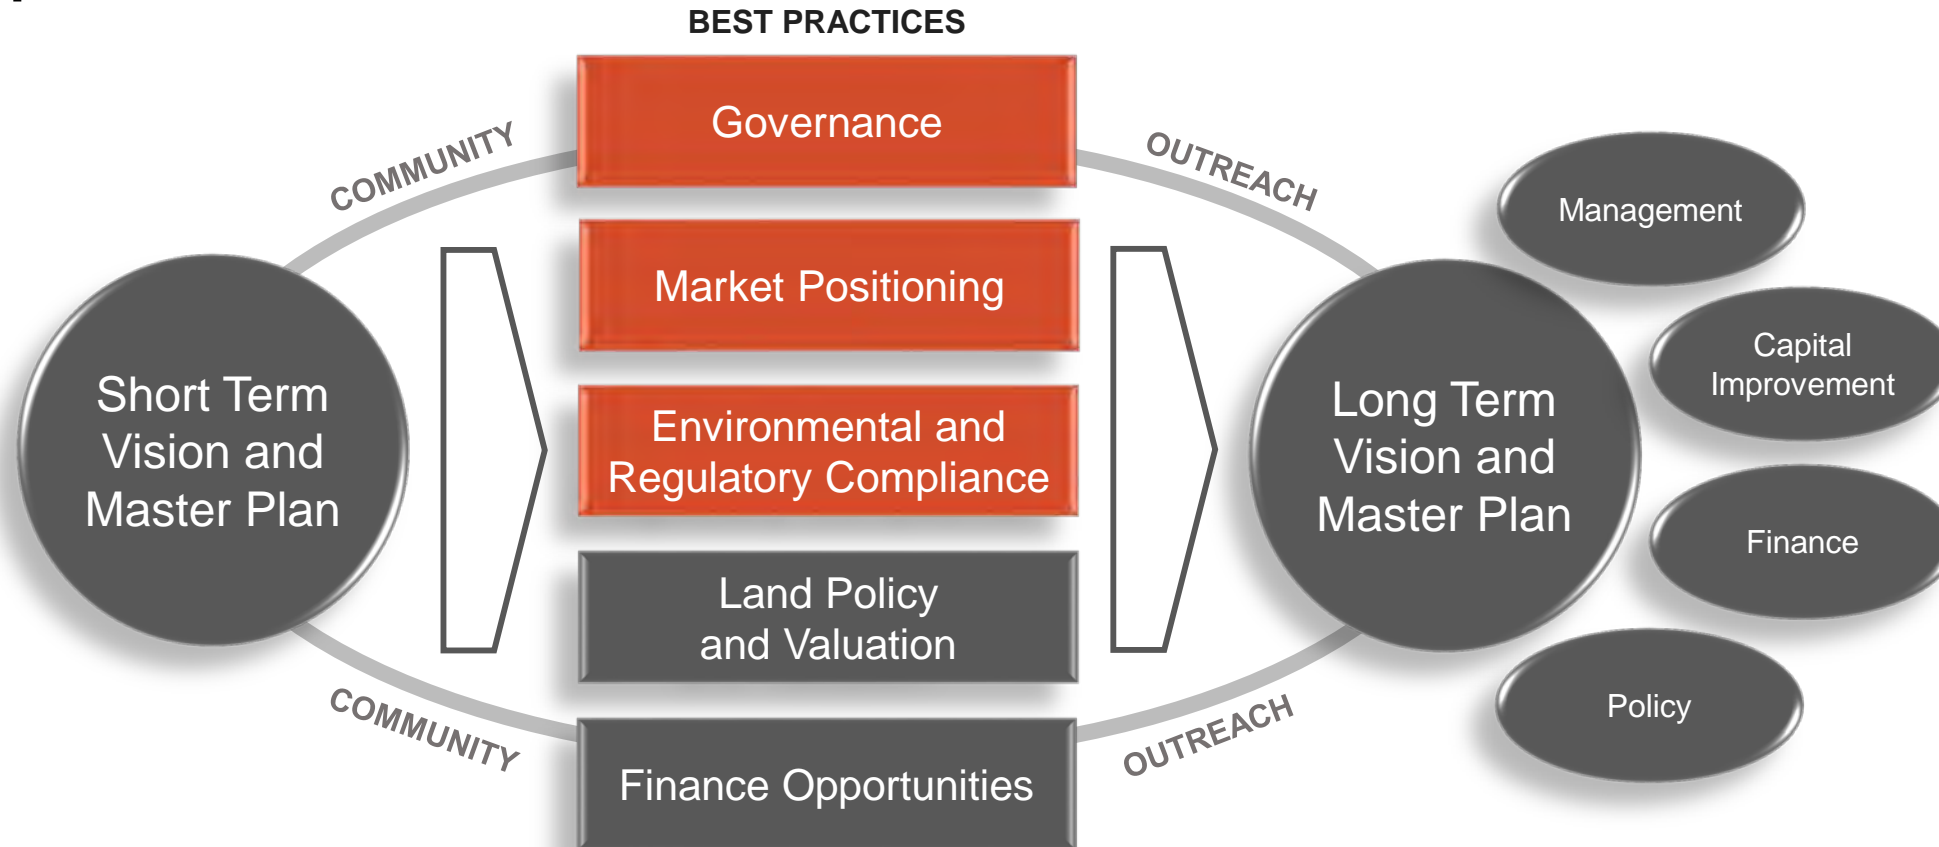 BEST PRACTICES
COMMUNITY
Governance
OUTREACH
Market Positioning
Environmental and
Regulatory Compliance
Land Policy
and Valuation
Finance Opportunities
Short Term
Vision and
Master Plan
Long Term
Vision and
Master Plan
Management
Capital
Improvement
Finance
Policy
COMMUNITY
OUTREACH